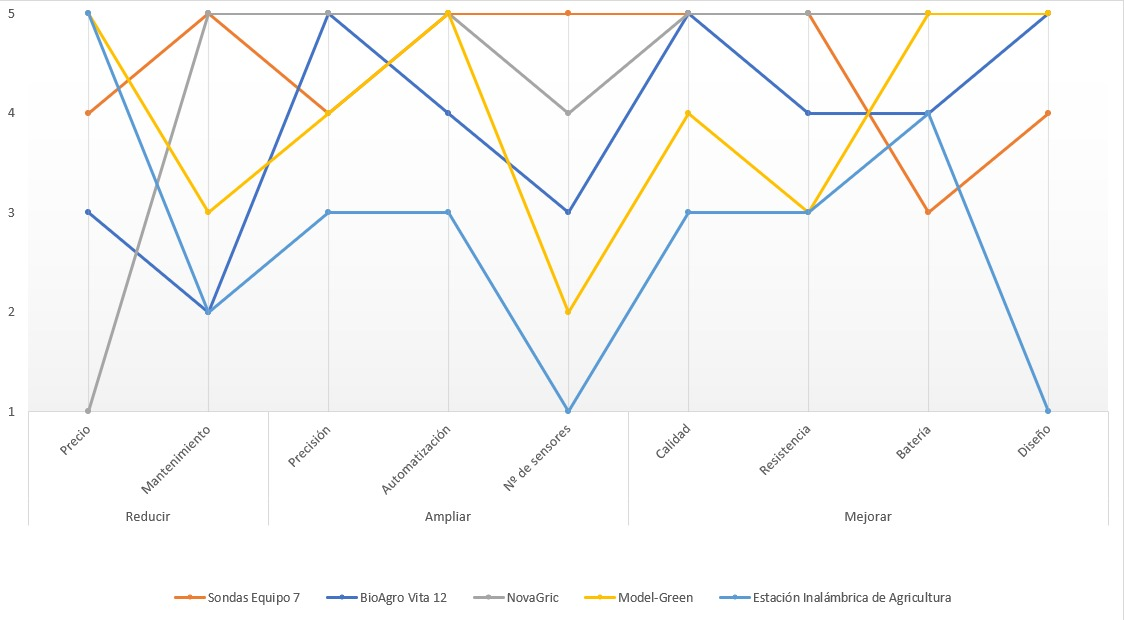 5
4
3
2
1
Precio
Mantenimiento
Precisión
Automatización
Nº de sensores
Calidad
Resistencia
Batería
Diseño
Reducir
Ampliar
Mejorar
Sondas Equipo 7
BioAgro Vita 12
NovaGric
Model-Green
Estación Inalámbrica de Agricultura